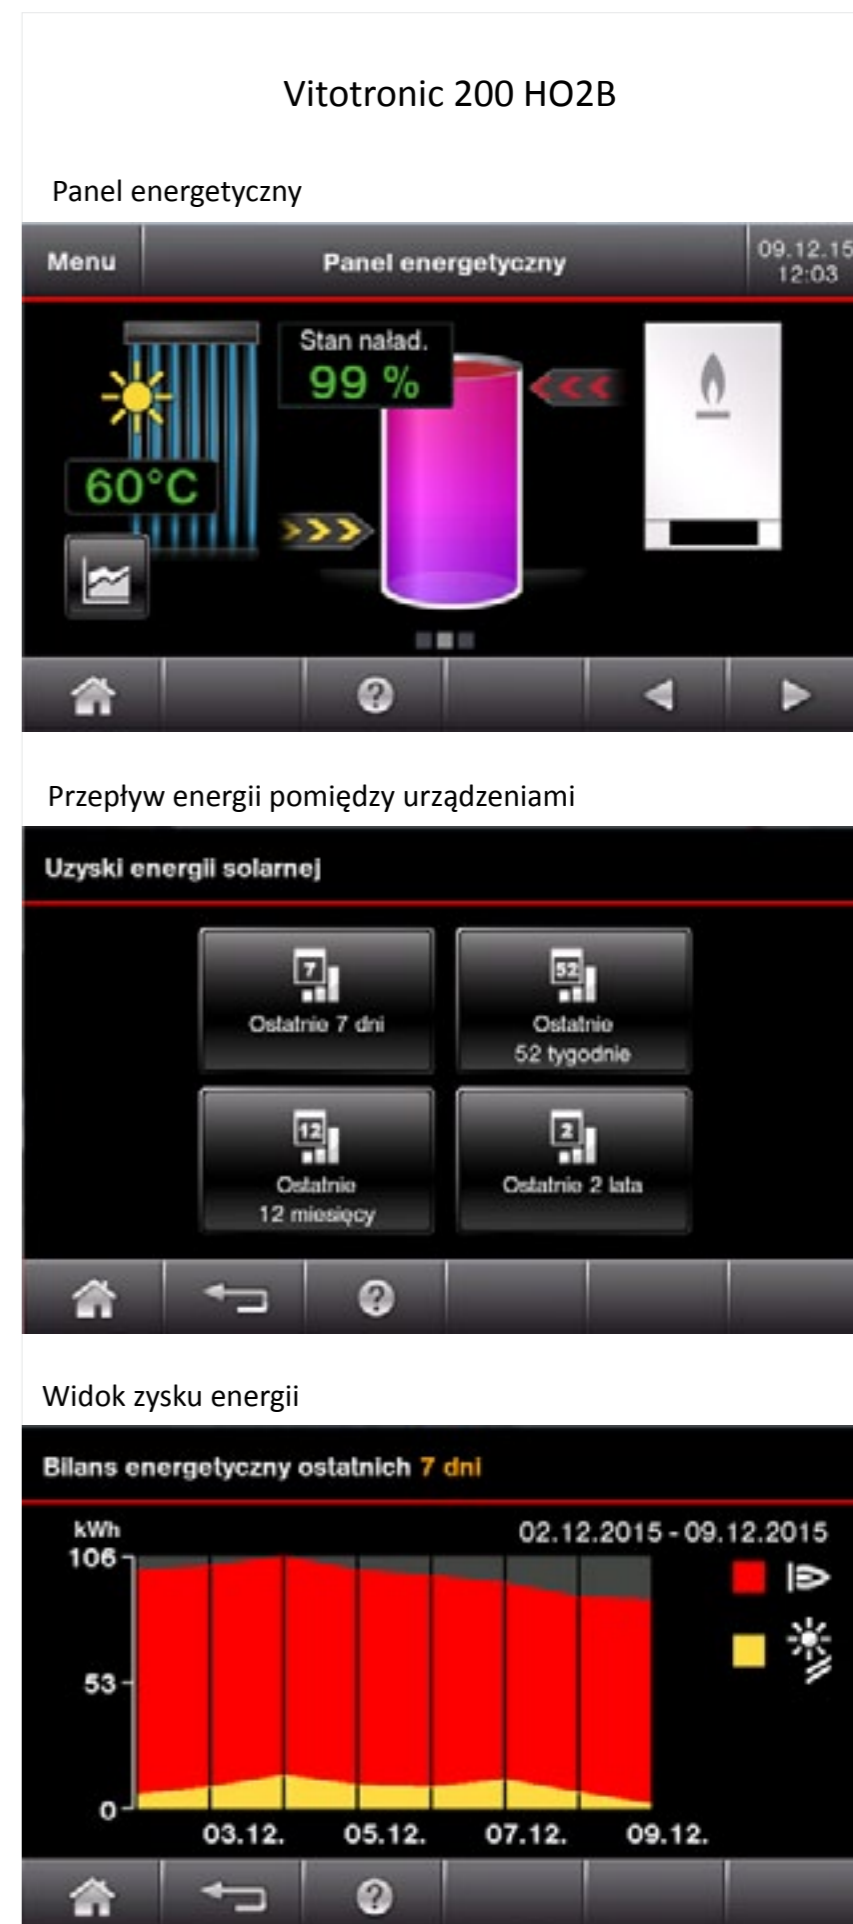 Vitotronic 200 HO2B
Panel energetyczny
Menu
Panel energetyczny
09.12.15
12:03
Stan naład.
99 %
60°C
Przepływ energii pomiędzy urządzeniami
Uzyski energii solarnej
7
Ostatnie 7 dni
52
Ostatnie
52 tygodnie
12
Ostatnie
12 miesięcy
2
Ostatnie 2 lata
Widok zysku energii
Bilans energetyczny ostatnich 7 dni
kWh
02.12.2015 - 09.12.2015
106
53
0
03.12. 05.12. 07.12. 09.12.